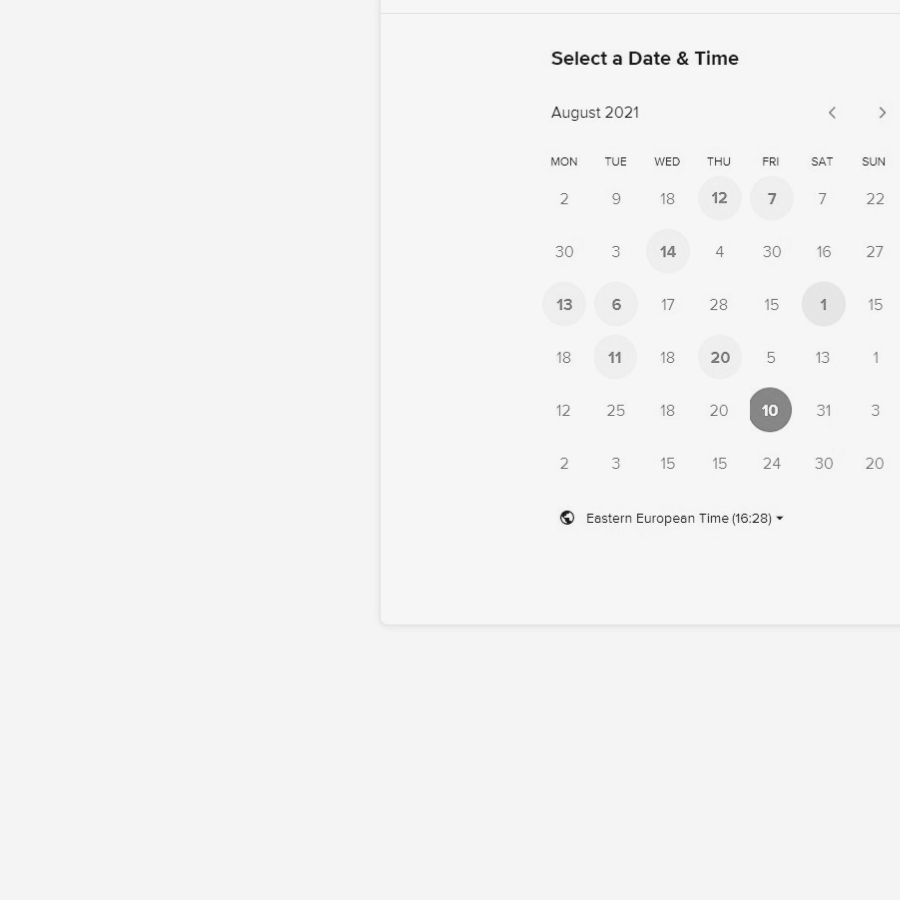 Select a Date & Time
August 2021
MON TUE WED THU FRI SAT SUN
2 9 18 12 7 7 22
30 3 14 4 30 16 27
13 6 17 28 15 1 15
18 11 18 20 5 13 1
12 25 18 20 10 31 3
2 3 15 15 24 30 20
Eastern European Time (16:28)